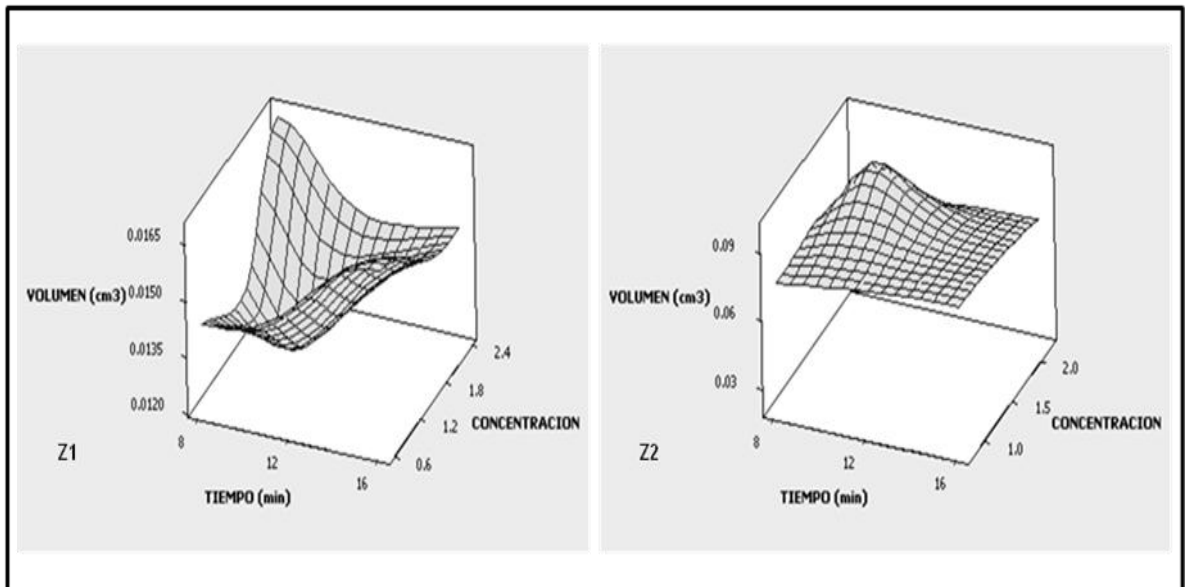 0.0165
VOLUMEN (cm3)
0.0150
0.0135
0.0120
8
12
16
TIEMPO (min)
0.6
1.2
1.8
2.4
CONCENTRACION
Z1
0.09
VOLUMEN (cm3)
0.06
0.03
8
12
16
TIEMPO (min)
1.0
1.5
2.0
CONCENTRACION
Z2